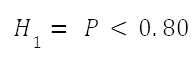 H₁ = P < 0.80